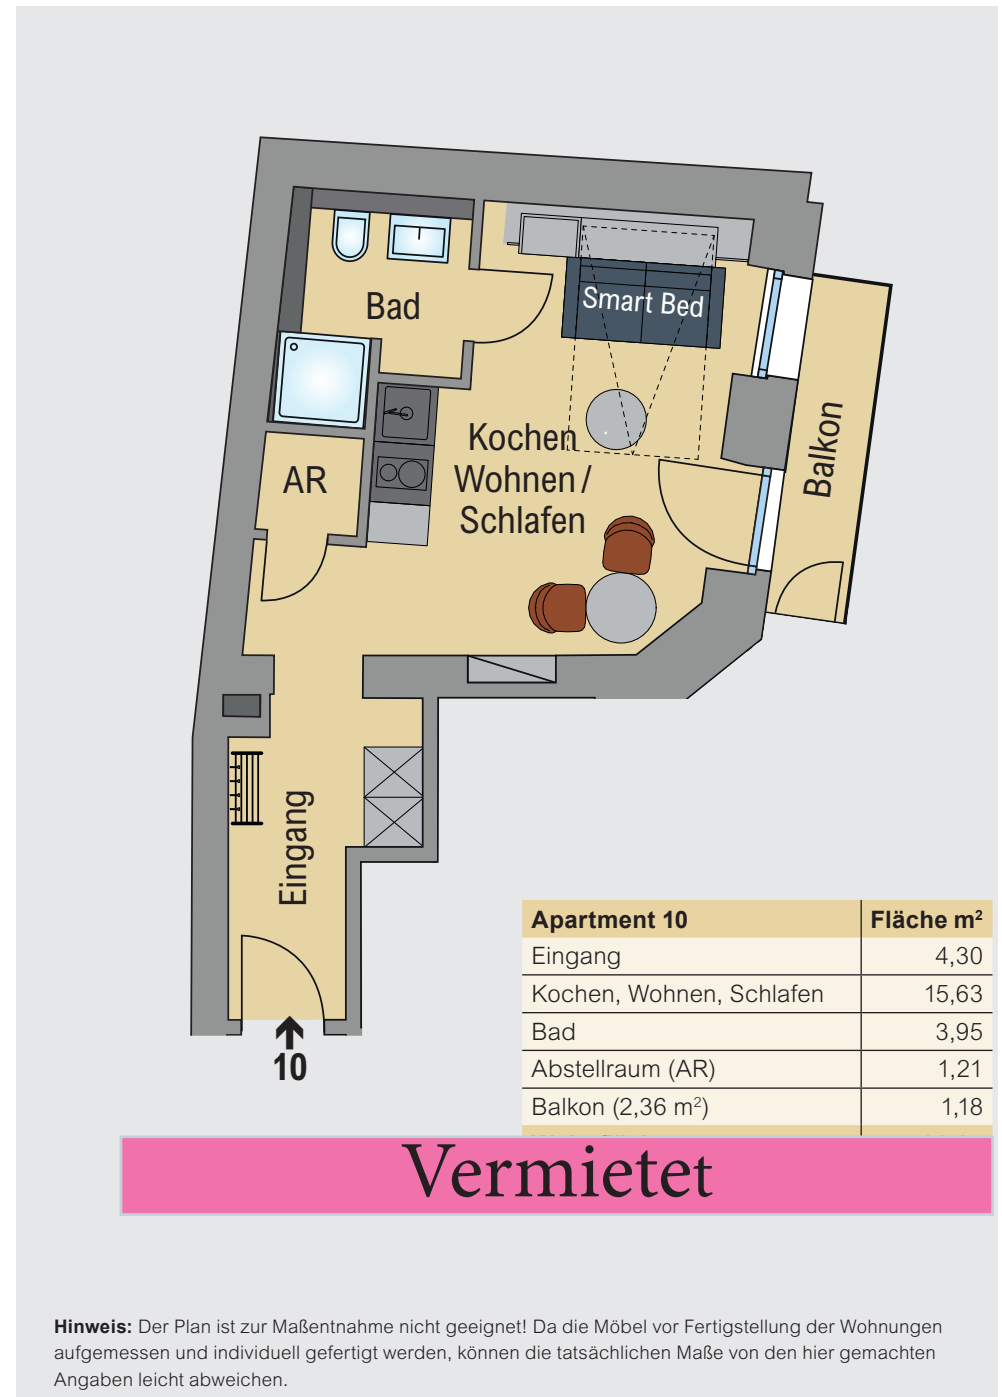 Bad
Smart Bed
AR
Kochen
Wohnen /
Schlafen
Balkon
Eingang
10
Apartment 10 Fläche m²
Eingang 4,30
Kochen, Wohnen, Schlafen 15,63
Bad 3,95
Abstellraum (AR) 1,21
Balkon (2,36 m²) 1,18
Vermietet
Hinweis: Der Plan ist zur Maßentnahme nicht geeignet! Da die Möbel vor Fertigstellung der Wohnungen
aufgemessen und individuell gefertigt werden, können die tatsächlichen Maße von den hier gemachten
Angaben leicht abweichen.